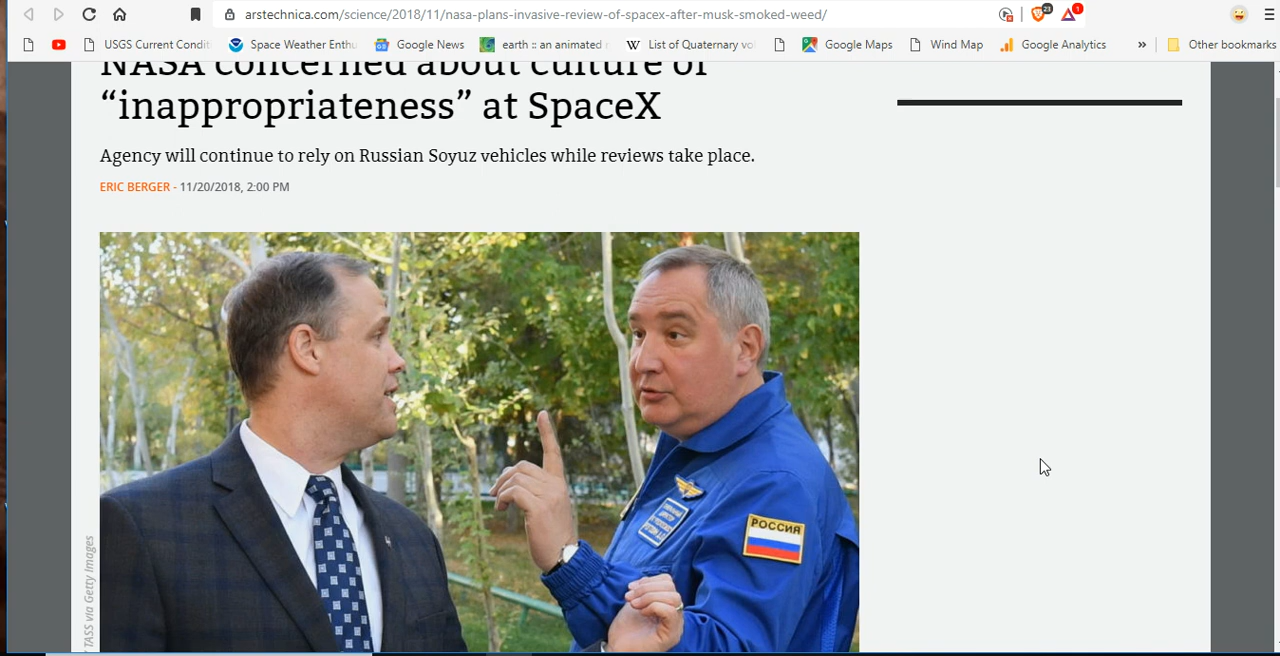 arstechnica.com/science/2018/11/nasa-plans-invasive-review-of-spacex-after-musk-smoked-weed/
23
1
USGS Current Condit
Space Weather Enthu
Google News
earth :: an animated
W List of Quaternary vo
Google Maps
Wind Map
Google Analytics
»
Other bookmarks
NASA concerned about culture of
“inappropriateness” at SpaceX
Agency will continue to rely on Russian Soyuz vehicles while reviews take place.
ERIC BERGER - 11/20/2018, 2:00 PM
РОССИЯ
TASS via Getty Images